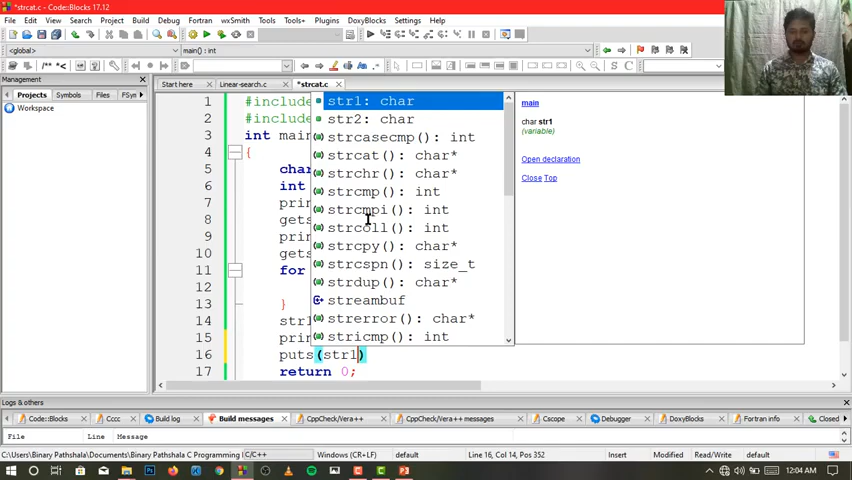 *strcat.c - Code::Blocks 17.12
File Edit View Search Project Build Debug Fortran wxSmith Tools Tools+ Plugins DoxyBlocks Settings Help
<global> main() : int
Management
Projects Symbols Files FSyn
Workspace
Start here Linear-search.c *strcat.c
1 #include
2 #include
3 int main
4 {
5 char
6 int
7 prin
8 gets
9 prin
10 gets
11 for
12
13 }
14 str1
15 prin
16 puts(str1)
17 return 0;
str1: char
str2: char
strcasecmp(): int
strcat(): char*
strchr(): char*
strcmp(): int
strcmpi(): int
strcoll(): int
strcpy(): char*
strcspn(): size_t
strdup(): char*
streambuf
strerror(): char*
stricmp(): int
main
char str1
(variable)
Open declaration
Close Top
Logs & others
Code::Blocks Cccc Build log Build messages CppCheck/Vera++ CppCheck/Vera++ messages Cscope Debugger DoxyBlocks Fortran info Closed
File Line Message
C:\Users\Binary Pathshala\Documents\Binary Pathshala C Programming\ C/C++ Windows (CR+LF) default Line 16, Col 14, Pos 352 Insert Modified Read/Write default
12:04 AM